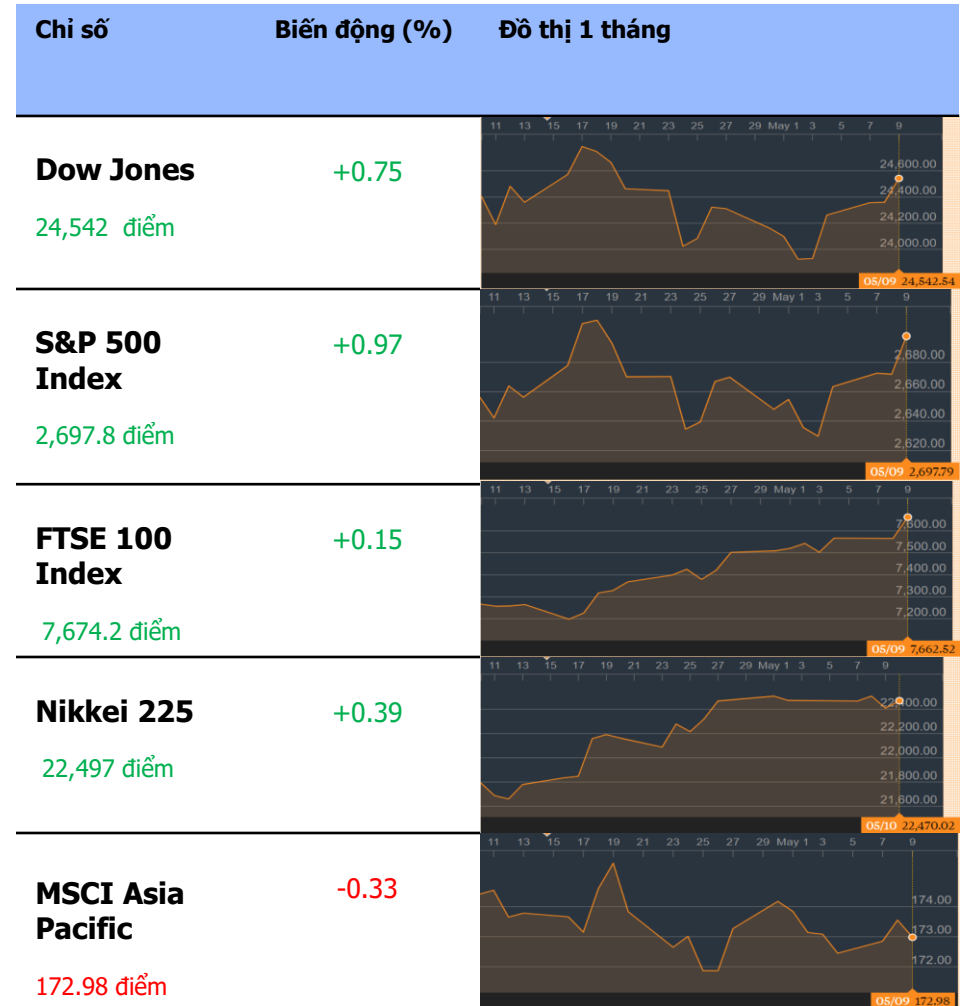 Chỉ số Biến động (%) Đồ thị 1 tháng
11 13 15 17 19 21 23 25 27 29 May 1 3 5 7 9
Dow Jones
24,542 điểm
+0.75
24,600.00
24,400.00
24,200.00
24,000.00
05/09 24,542.54
11 13 15 17 19 21 23 25 27 29 May 1 3 5 7 9
S&P 500
Index
2,697.8 điểm
+0.97
2,680.00
2,660.00
2,640.00
2,620.00
05/09 2,697.79
11 13 15 17 19 21 23 25 27 29 May 1 3 5 7 9
FTSE 100
Index
7,674.2 điểm
+0.15
7,600.00
7,500.00
7,400.00
7,300.00
7,200.00
05/09 7,662.52
11 13 15 17 19 21 23 25 27 29 May 1 3 5 7 9
Nikkei 225
22,497 điểm
+0.39
22,400.00
22,200.00
22,000.00
21,800.00
21,600.00
05/10 22,470.02
11 13 15 17 19 21 23 25 27 29 May 1 3 5 7 9
MSCI Asia
Pacific
172.98 điểm
-0.33
174.00
173.00
172.00
05/09 172.98